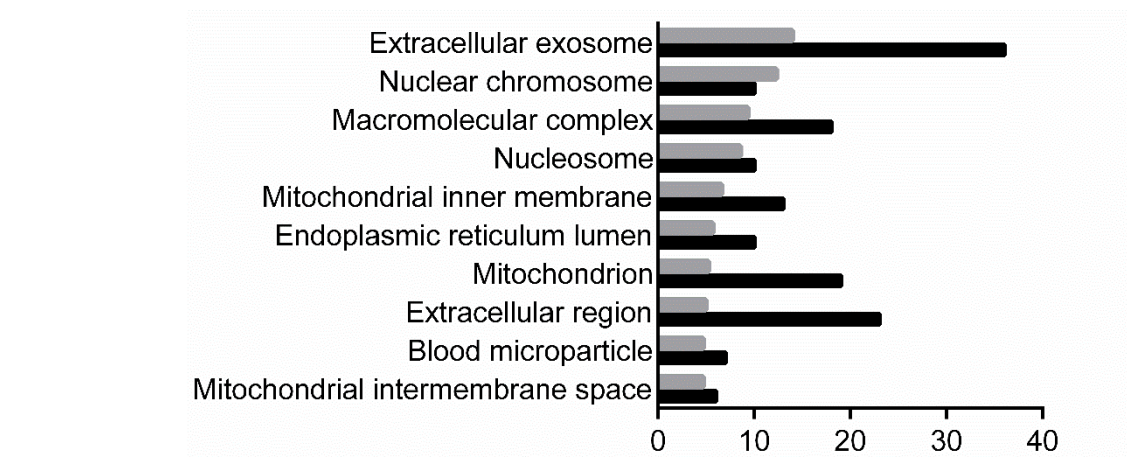 Extracellular exosome
Nuclear chromosome
Macromolecular complex
Nucleosome
Mitochondrial inner membrane
Endoplasmic reticulum lumen
Mitochondrion
Extracellular region
Blood microparticle
Mitochondrial intermembrane space
0 10 20 30 40